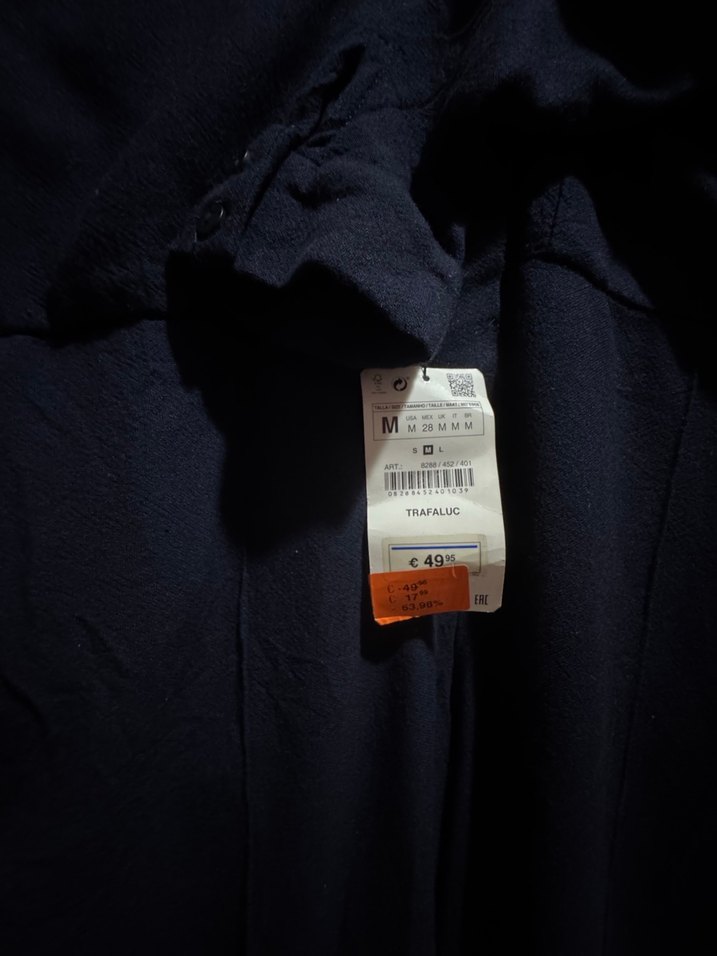 TALLA / SIZE / TAMANHO / TAILLE / MAAT /
USA MEX UK IT BR
M M 28 M M M
S M L
ART.: 8288 / 452 / 401
08288452401039
TRAFALUC
€ 49 95
€ -49 95
€ 17 99
- 63,98%
EAC